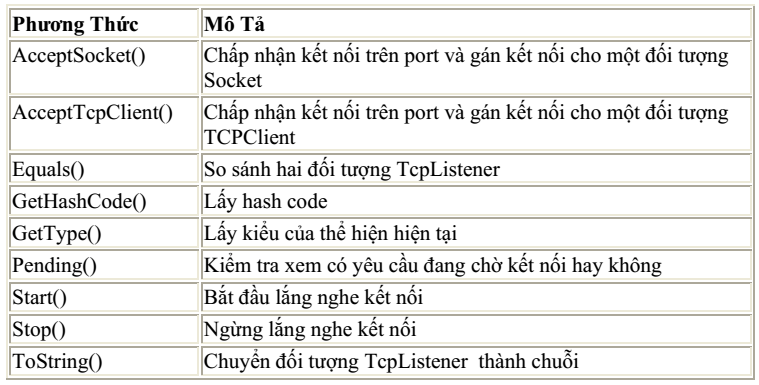 Phương Thức Mô Tả
AcceptSocket() Chấp nhận kết nối trên port và gán kết nối cho một đối tượng
Socket
AcceptTcpClient() Chấp nhận kết nối trên port và gán kết nối cho một đối tượng
TCPClient
Equals() So sánh hai đối tượng TcpListener
GetHashCode() Lấy hash code
GetType() Lấy kiểu của thể hiện hiện tại
Pending() Kiểm tra xem có yêu cầu đang chờ kết nối hay không
Start() Bắt đầu lắng nghe kết nối
Stop() Ngừng lắng nghe kết nối
ToString() Chuyển đối tượng TcpListener thành chuỗi